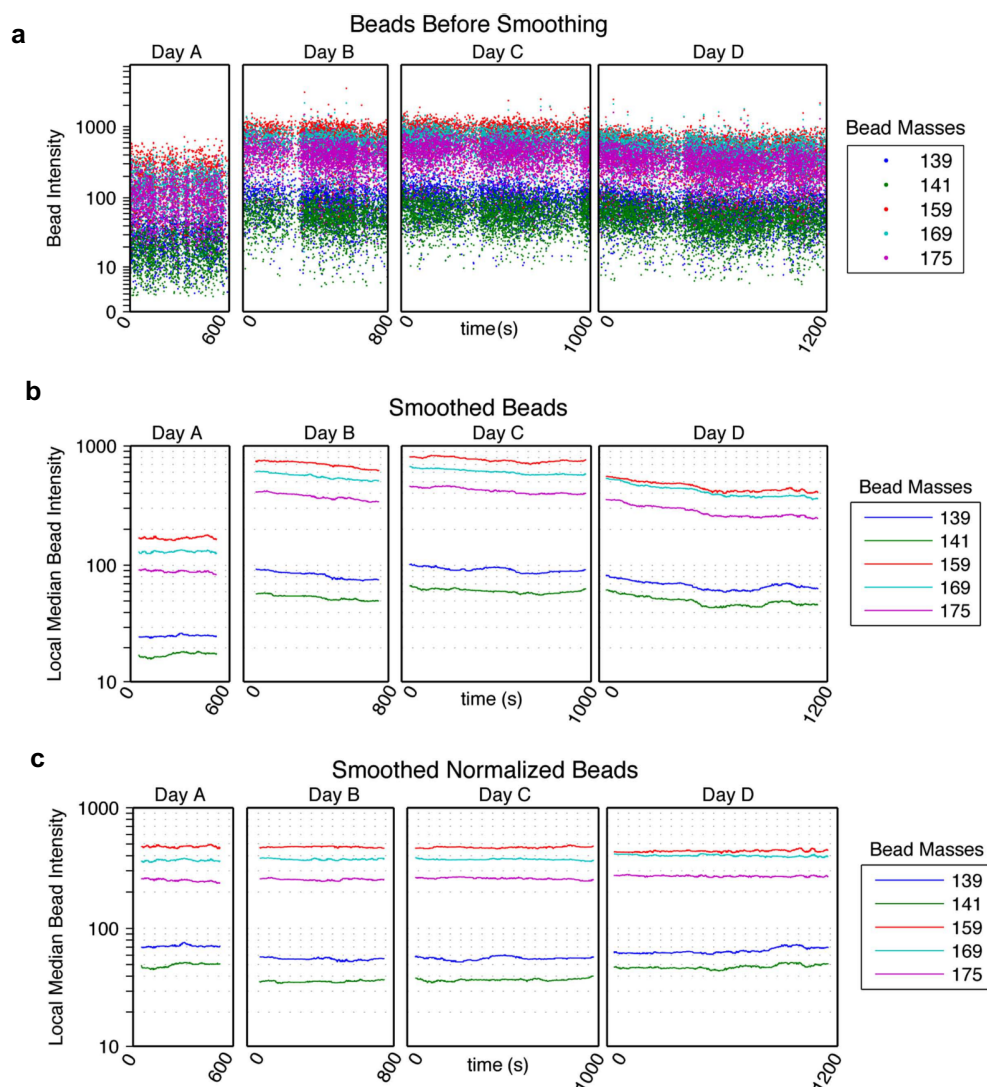 a
Beads Before Smoothing
Day A Day B Day C Day D
Bead Intensity
1000
100
10
0
0 600 0 800 0 1000 0 1200
time(s)
Bead Masses
139
141
159
169
175
b
Smoothed Beads
Day A Day B Day C Day D
Local Median Bead Intensity
1000
100
10
0 600 0 800 0 1000 0 1200
time (s)
Bead Masses
139
141
159
169
175
c
Smoothed Normalized Beads
Day A Day B Day C Day D
Local Median Bead Intensity
1000
100
10
0 600 0 800 0 1000 0 1200
time (s)
Bead Masses
139
141
159
169
175